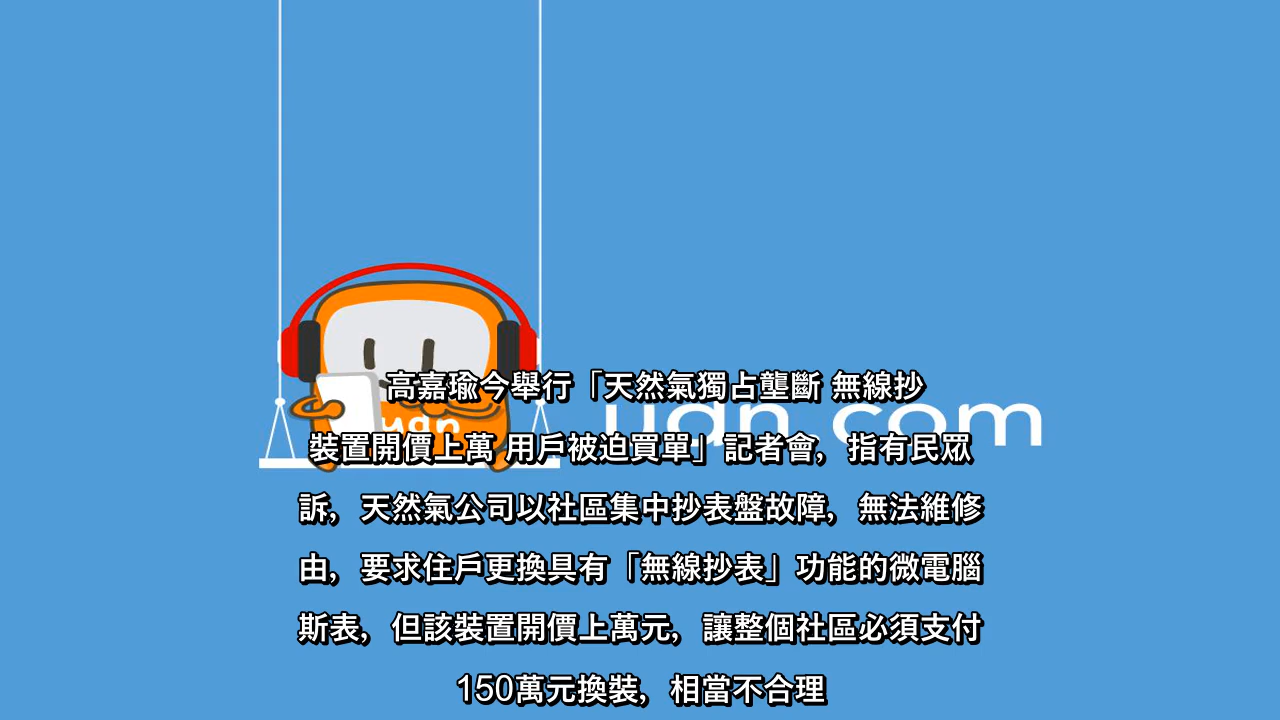 高嘉瑜今舉行「天然氣獨占壟斷 無線抄
裝置開價上萬 用戶被迫買單」記者會，指有民眾
訴，天然氣公司以社區集中抄表盤故障，無法維修
由，要求住戶更換具有「無線抄表」功能的微電腦
斯表，但該裝置開價上萬元，讓整個社區必須支付
150萬元換裝，相當不合理
uan
uan.com